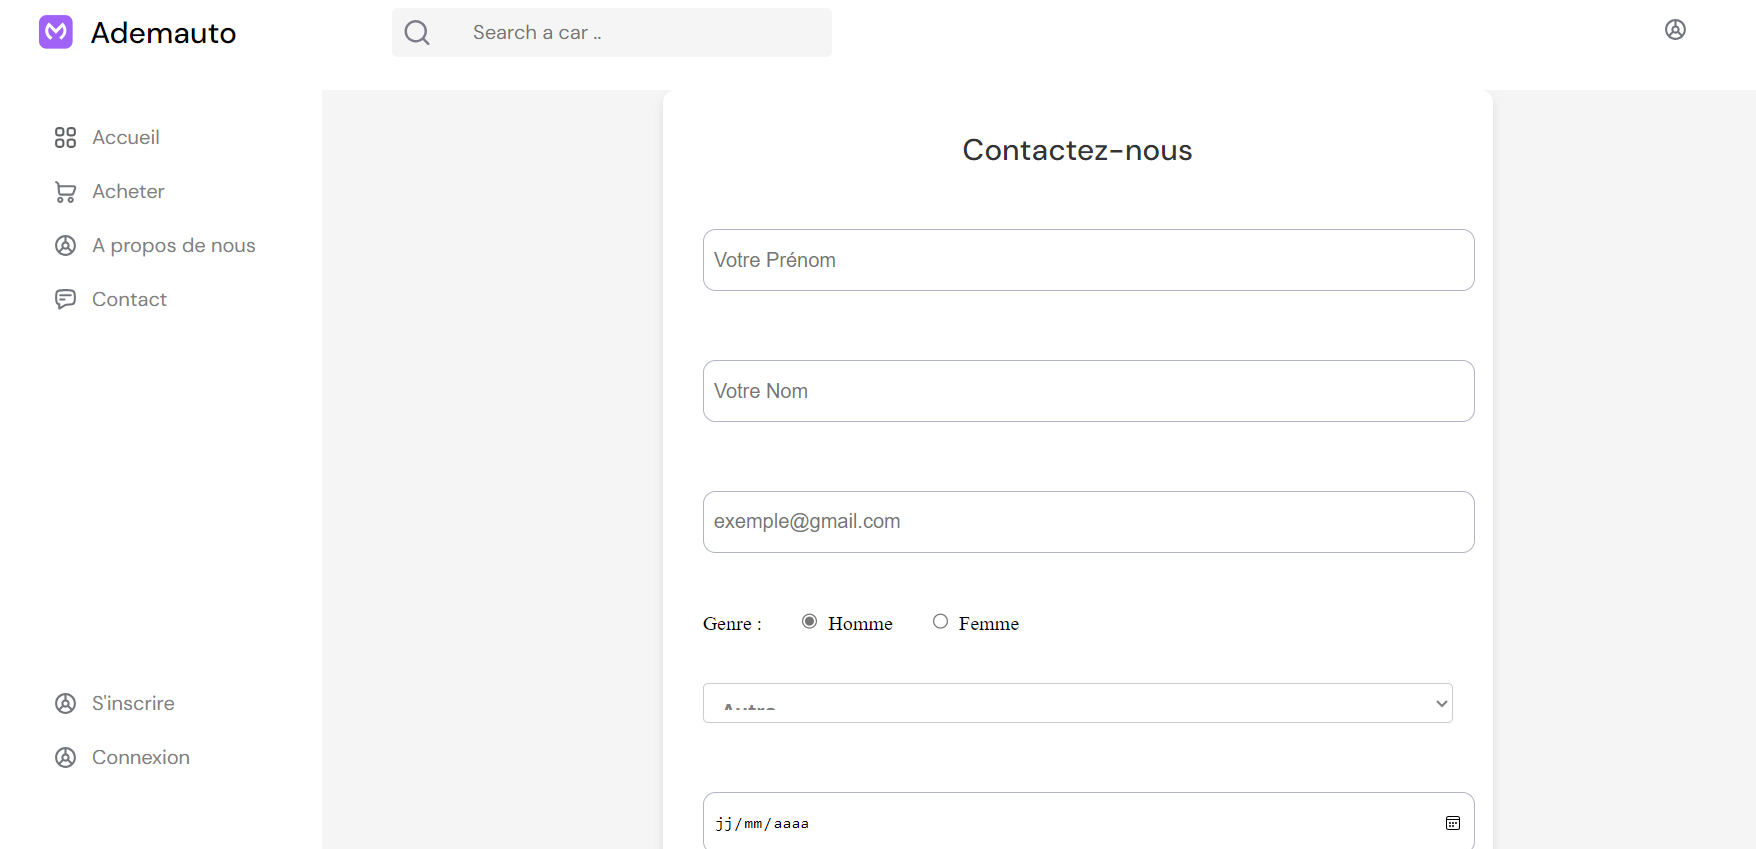 Ademauto
Search a car ..
Accueil
Acheter
A propos de nous
Contact
S'inscrire
Connexion
Contactez-nous
Votre Prénom
Votre Nom
exemple@gmail.com
Genre : Homme Femme
Autre
jj/mm/aaaa